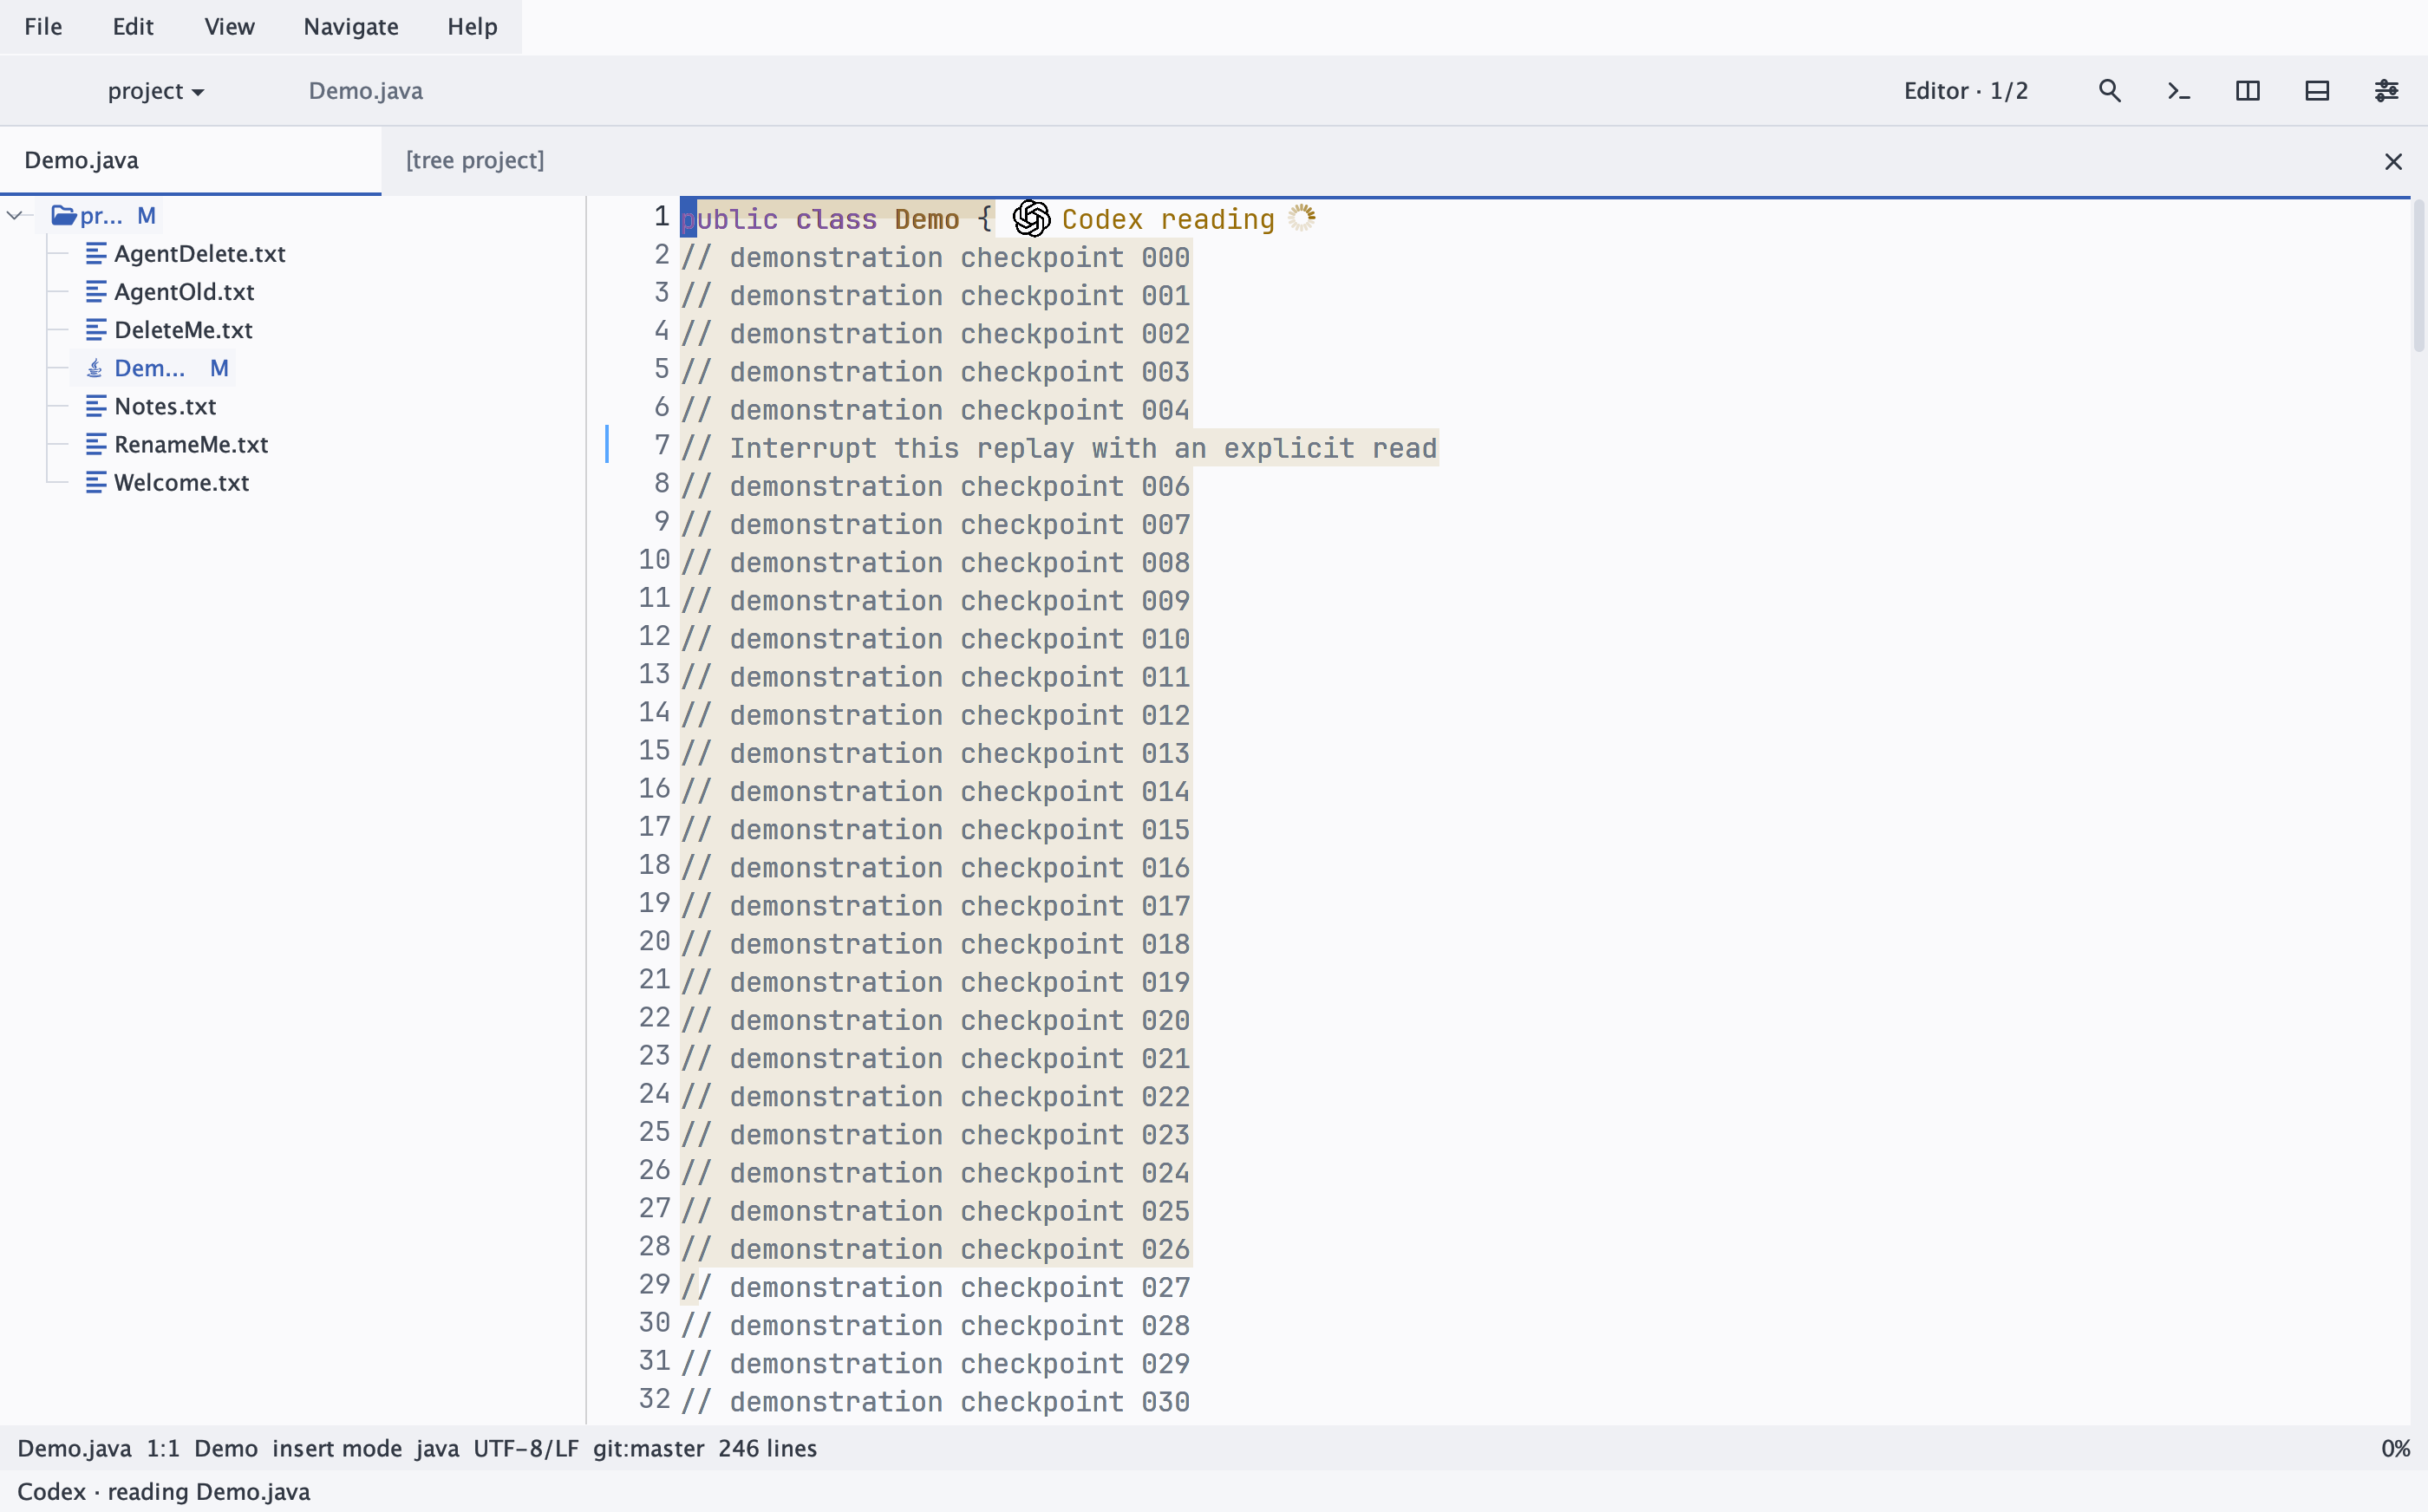 File Edit View Navigate Help
project Demo.java Editor · 1/2
Demo.java [tree project]
pr... M
AgentDelete.txt
AgentOld.txt
DeleteMe.txt
Dem... M
Notes.txt
RenameMe.txt
Welcome.txt
1 public class Demo { Codex reading
2 // demonstration checkpoint 000
3 // demonstration checkpoint 001
4 // demonstration checkpoint 002
5 // demonstration checkpoint 003
6 // demonstration checkpoint 004
7 // Interrupt this replay with an explicit read
8 // demonstration checkpoint 006
9 // demonstration checkpoint 007
10 // demonstration checkpoint 008
11 // demonstration checkpoint 009
12 // demonstration checkpoint 010
13 // demonstration checkpoint 011
14 // demonstration checkpoint 012
15 // demonstration checkpoint 013
16 // demonstration checkpoint 014
17 // demonstration checkpoint 015
18 // demonstration checkpoint 016
19 // demonstration checkpoint 017
20 // demonstration checkpoint 018
21 // demonstration checkpoint 019
22 // demonstration checkpoint 020
23 // demonstration checkpoint 021
24 // demonstration checkpoint 022
25 // demonstration checkpoint 023
26 // demonstration checkpoint 024
27 // demonstration checkpoint 025
28 // demonstration checkpoint 026
29 // demonstration checkpoint 027
30 // demonstration checkpoint 028
31 // demonstration checkpoint 029
32 // demonstration checkpoint 030
Demo.java 1:1 Demo insert mode java UTF-8/LF git:master 246 lines 0%
Codex · reading Demo.java